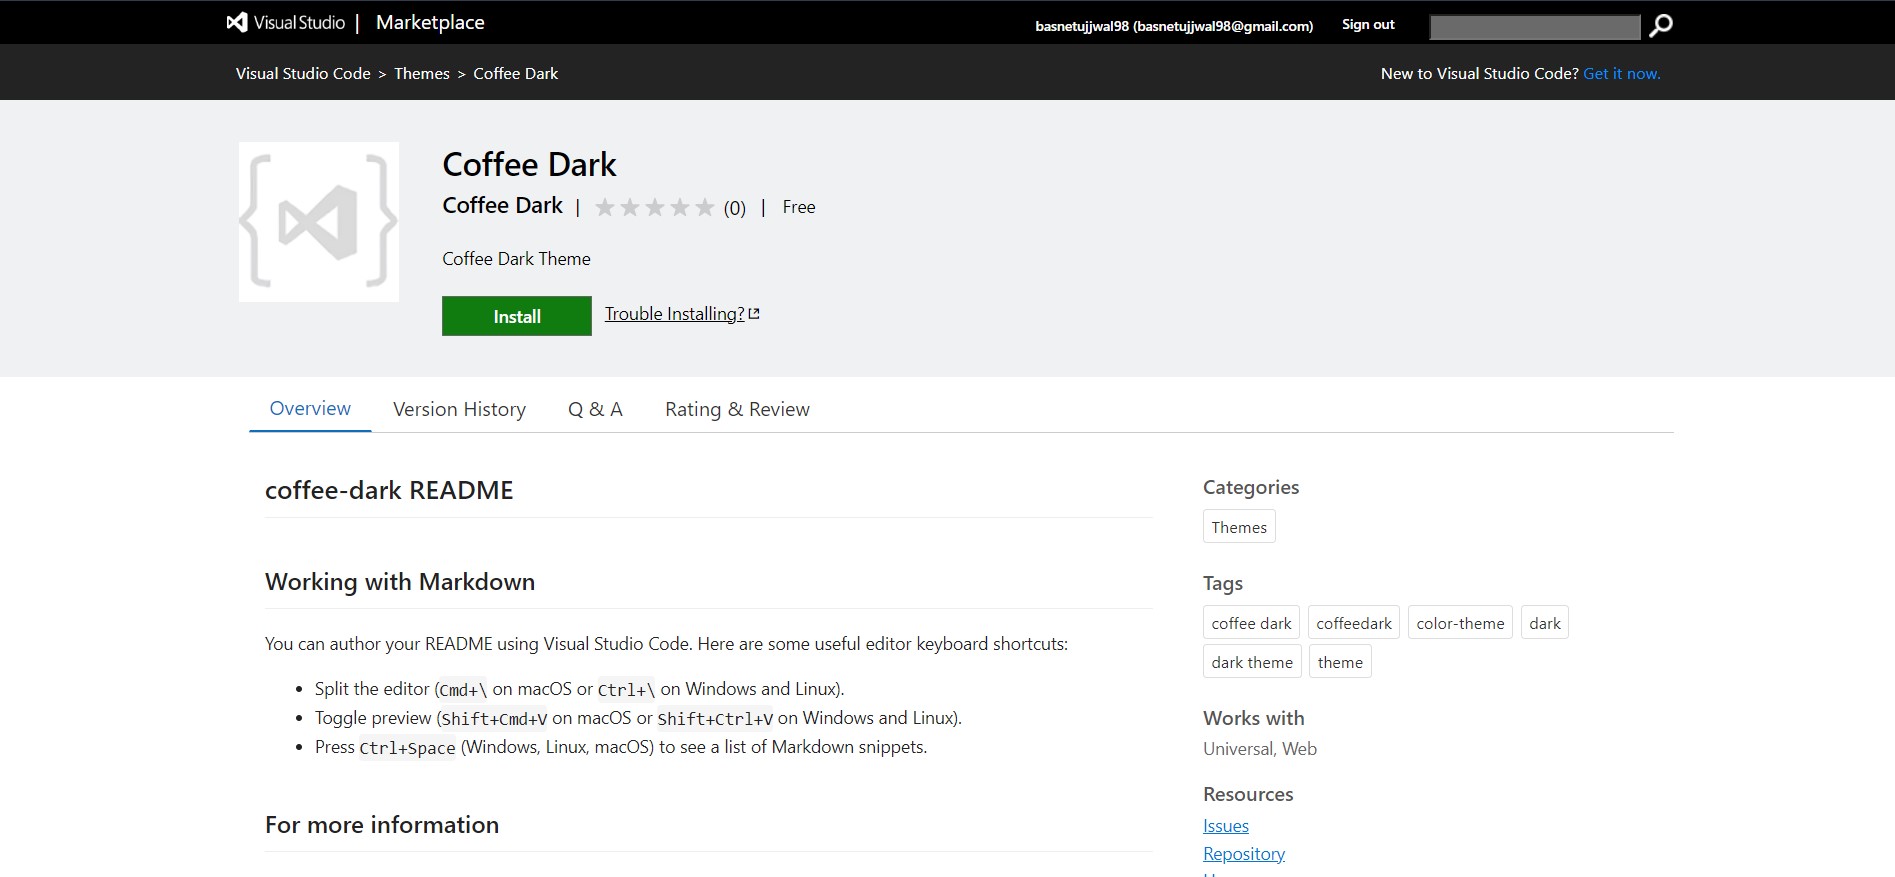 Visual Studio | Marketplace
basnetujjwal98 (basnetujjwal98@gmail.com) Sign out
Visual Studio Code > Themes > Coffee Dark
New to Visual Studio Code? Get it now.
Coffee Dark
Coffee Dark | (0) | Free
Coffee Dark Theme
Install Trouble Installing?
Overview Version History Q & A Rating & Review
coffee-dark README
Working with Markdown
You can author your README using Visual Studio Code. Here are some useful editor keyboard shortcuts:
• Split the editor (Cmd+\ on macOS or Ctrl+\ on Windows and Linux).
• Toggle preview (Shift+Cmd+V on macOS or Shift+Ctrl+V on Windows and Linux).
• Press Ctrl+Space (Windows, Linux, macOS) to see a list of Markdown snippets.
For more information
Categories
Themes
Tags
coffee dark coffeedark color-theme dark
dark theme theme
Works with
Universal, Web
Resources
Issues
Repository